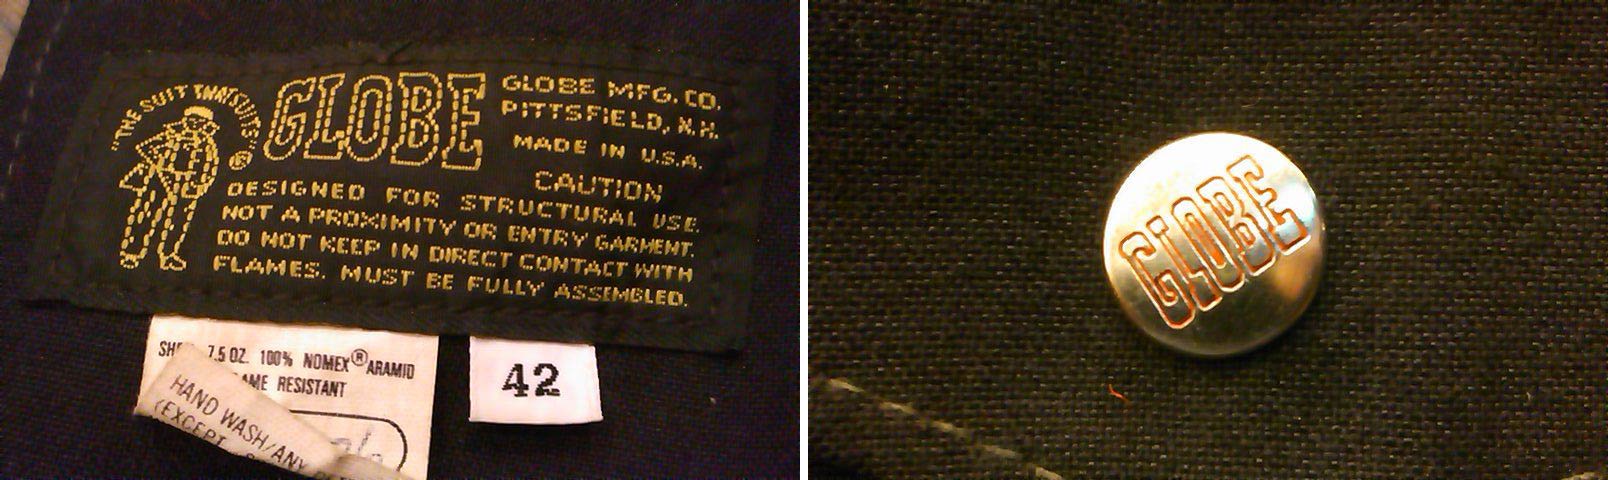 "THE SUIT THAT SUITS"
®
GLOBE
GLOBE MFG. CO.
PITTSFIELD, N.H.
MADE IN U.S.A.
CAUTION
DESIGNED FOR STRUCTURAL USE.
NOT A PROXIMITY OR ENTRY GARMENT.
DO NOT KEEP IN DIRECT CONTACT WITH
FLAMES. MUST BE FULLY ASSEMBLED.
7.5 OZ. 100% NOMEX® ARAMID
RESISTANT
HAND WASH/ANY
(EXCEPT
42
GLOBE